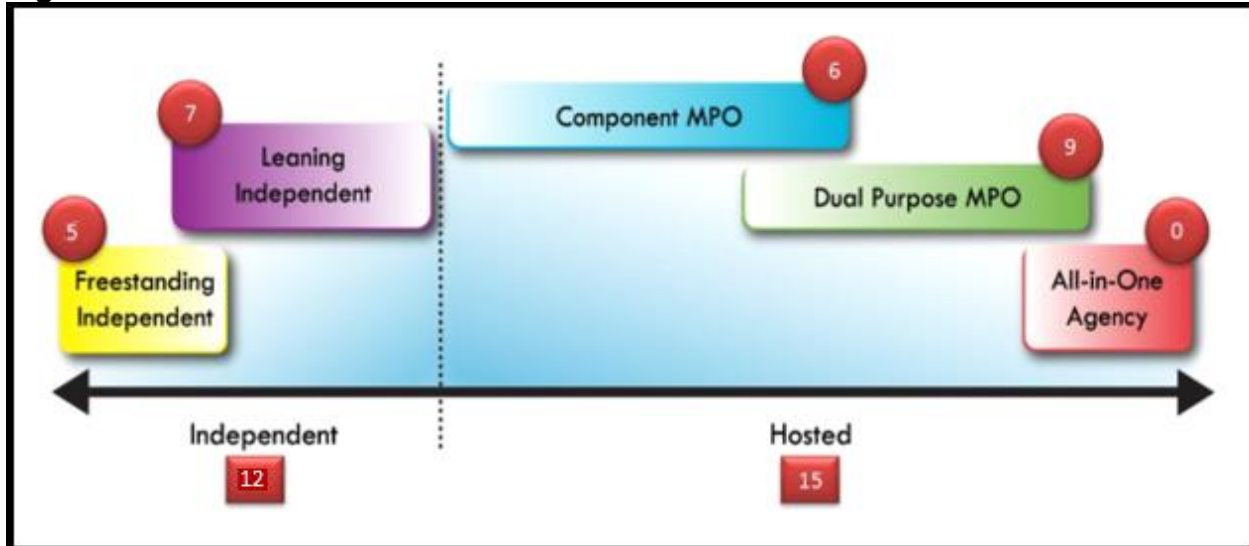 6
Component MPO
7
Leaning
Independent
9
Dual Purpose MPO
5
Freestanding
Independent
0
All-in-One
Agency
Independent
Hosted
12
15